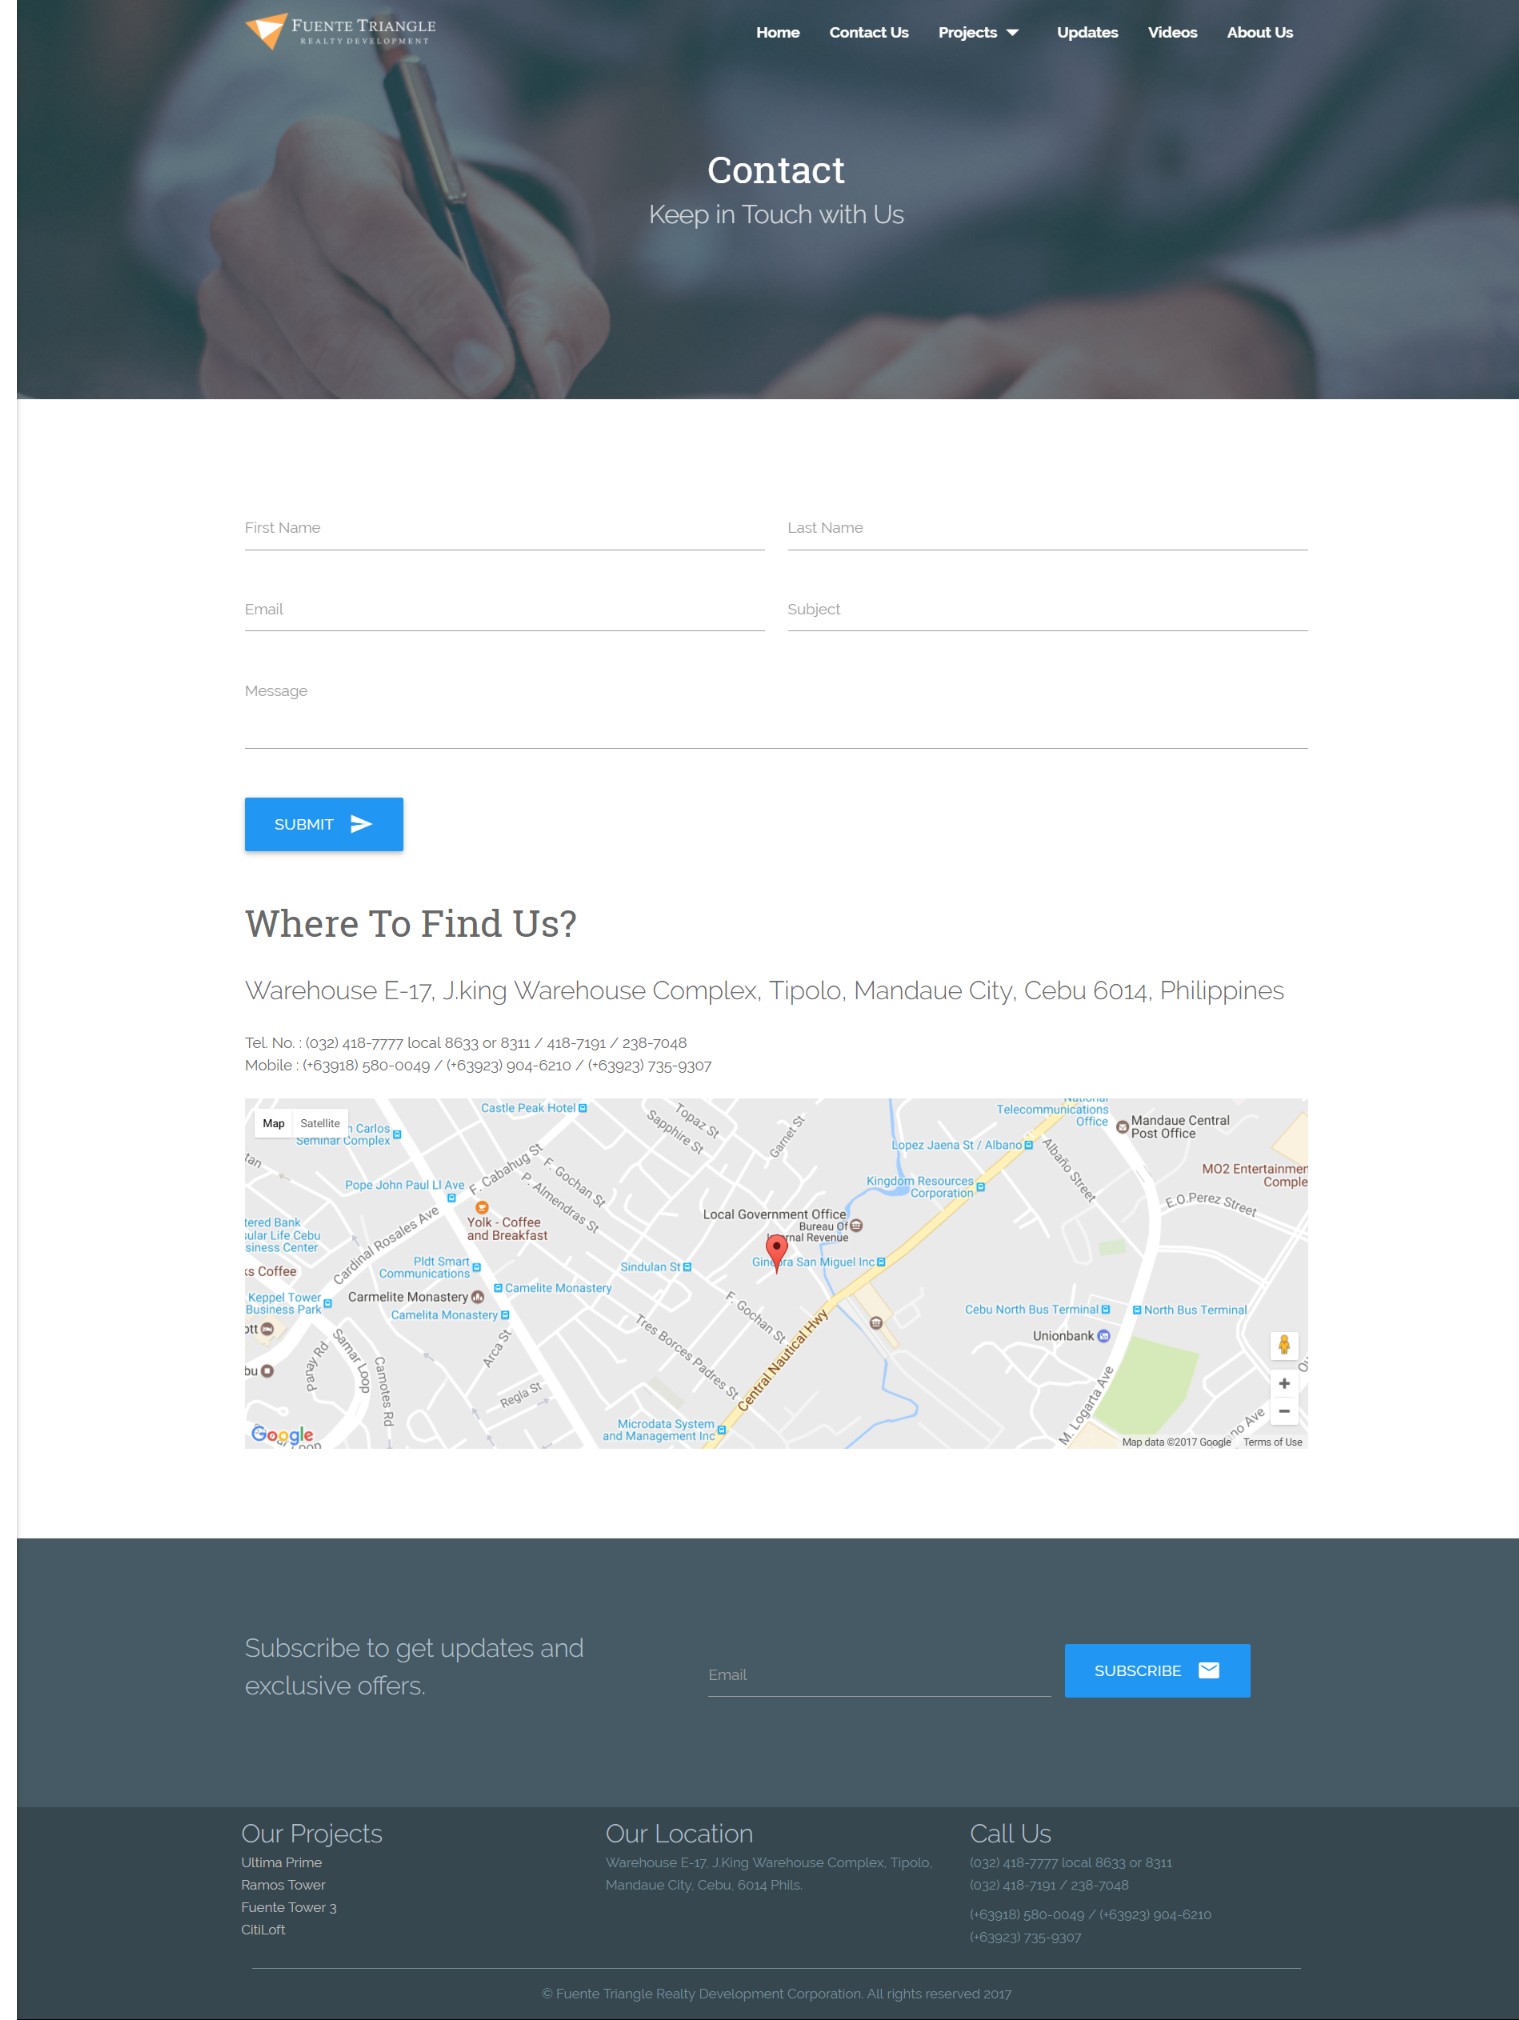 FUENTE TRIANGLE
REALTY DEVELOPMENT
Home Contact Us Projects Updates Videos About Us
Contact
Keep in Touch with Us
First Name
Last Name
Email
Subject
Message
SUBMIT
Where To Find Us?
Warehouse E-17, J.king Warehouse Complex, Tipolo, Mandaue City, Cebu 6014, Philippines
Tel. No. : (032) 418-7777 local 8633 or 8311 / 418-7191 / 238-7048
Mobile : (+63918) 580-0049 / (+63923) 904-6210 / (+63923) 735-9307
Map Satellite
Carlos
Seminar Complex
Castle Peak Hotel
Topaz St
Sapphire St
Garnet St
National
Telecommunications
Office
Mandaue Central
Post Office
Lopez Jaena St / Albano
Albaño Street
MO2 Entertainmen
Comple
Pope John Paul LI Ave
F. Cabahug St
F. Gochan St
P. Almendras St
Kingdom Resources
Corporation
E.O.Perez Street
Yolk - Coffee
and Breakfast
Cardinal Rosales Ave
Local Government Office
Bureau Of
Revenue
Ginebra San Miguel Inc
tered Bank
sular Life Cebu
siness Center
ks Coffee
Pldt Smart
Communications
Sindulan St
Camelite Monastery
Keppel Tower
Business Park
Carmelite Monastery
Camelita Monastery
F. Gochan St
Cebu North Bus Terminal
North Bus Terminal
Unionbank
Tres Borces Padres St
Central Nautical Hwy
Samar Loop
Panay Rd
Camotes Rd
Arca St
Regla St
M. Logarta Ave
Microdata System
and Management Inc
Google
Map data ©2017 Google Terms of Use
Subscribe to get updates and
exclusive offers.
Email
SUBSCRIBE
Our Projects
Ultima Prime
Ramos Tower
Fuente Tower 3
CitiLoft
Our Location
Warehouse E-17, J.King Warehouse Complex, Tipolo,
Mandaue City, Cebu, 6014 Phils.
Call Us
(032) 418-7777 local 8633 or 8311
(032) 418-7191 / 238-7048
(+63918) 580-0049 / (+63923) 904-6210
(+63923) 735-9307
© Fuente Triangle Realty Development Corporation. All rights reserved 2017